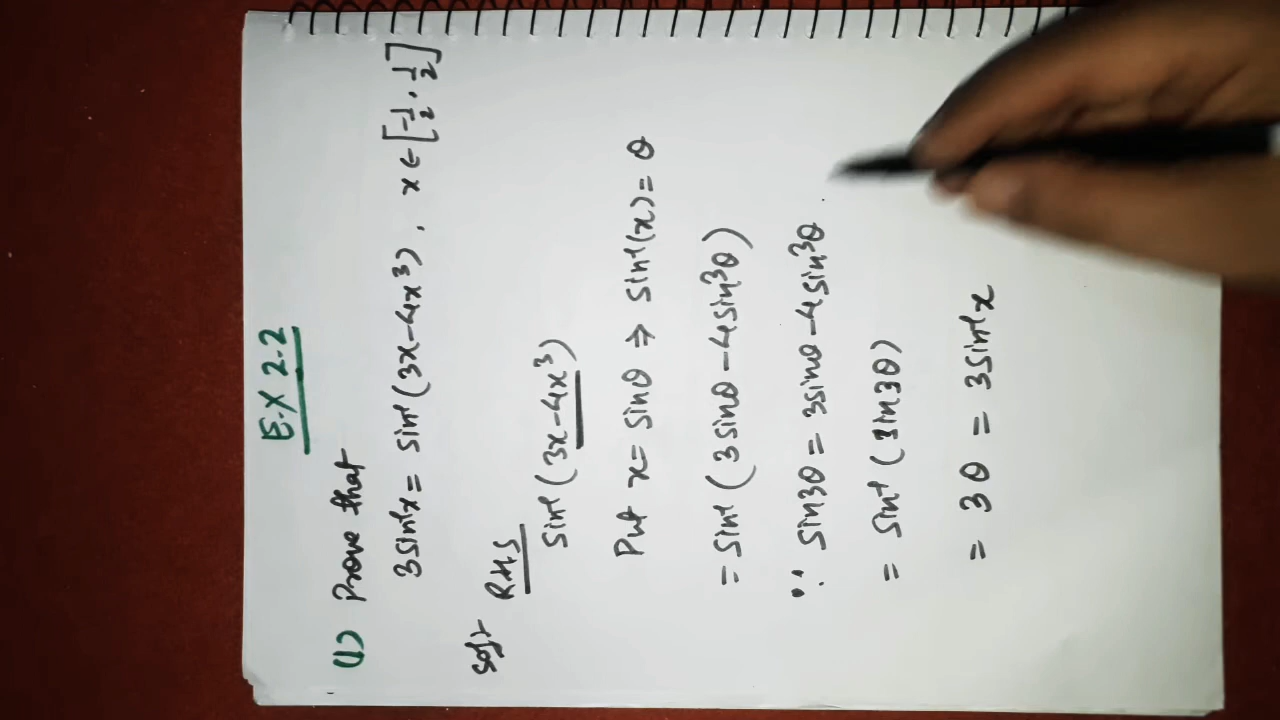 EX 2.2
(1) Prove that
3sin⁻¹x = sin⁻¹(3x-4x³), x∈[-1/2, 1/2]
Sol:- RHS
sin⁻¹(3x-4x³)
Put x = sinθ ⇒ sin⁻¹(x) = θ
= sin⁻¹(3sinθ-4sin³θ)
∵ sin3θ = 3sinθ-4sin³θ
= sin⁻¹(sin3θ)
= 3θ = 3sin⁻¹x